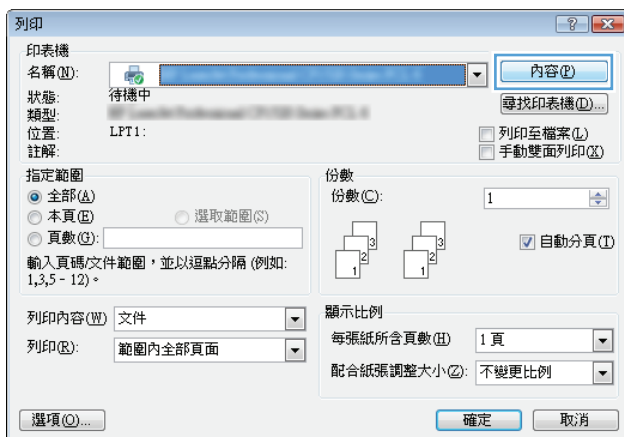 列印
印表機
名稱(N):
內容(P)
狀態: 待機中
尋找印表機(D)...
類型:
位置: LPT1:
列印至檔案(L)
註解:
手動雙面列印(X)
指定範圍
全部(A)
本頁(E) 選取範圍(S)
頁數(G):
輸入頁碼/文件範圍,並以逗點分隔 (例如:
1,3,5 - 12)。
份數
份數(C): 1
1 2 3 1 2 3
自動分頁(T)
列印內容(W) 文件
列印(R): 範圍內全部頁面
顯示比例
每張紙所含頁數(H) 1 頁
配合紙張調整大小(Z): 不變更比例
選項(O)... 確定 取消